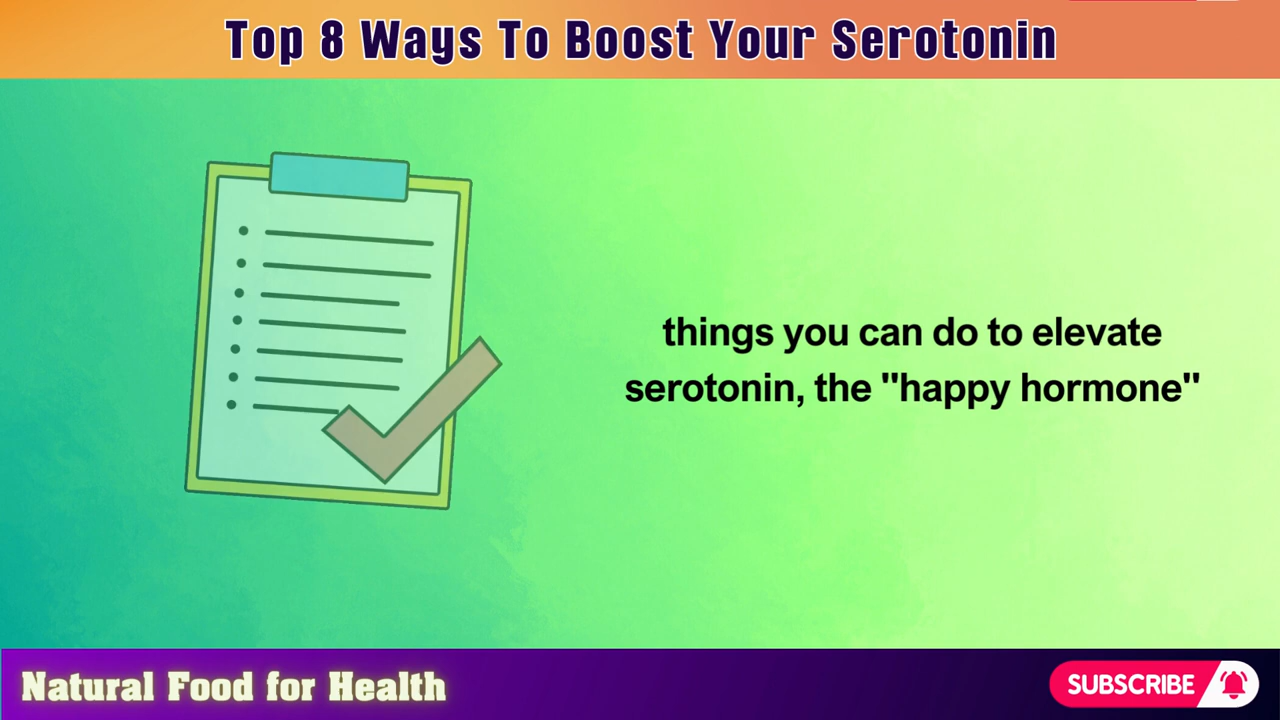 Top 8 Ways To Boost Your Serotonin
things you can do to elevate
serotonin, the "happy hormone"
Natural Food for Health
SUBSCRIBE